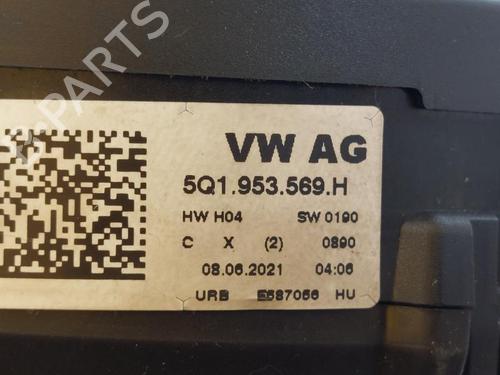 B-PARTS
VW AG
5Q1.953.569.H
HW H04 SW 0190
C X (2) 0890
08.06.2021 04:06
URB E587056 HU